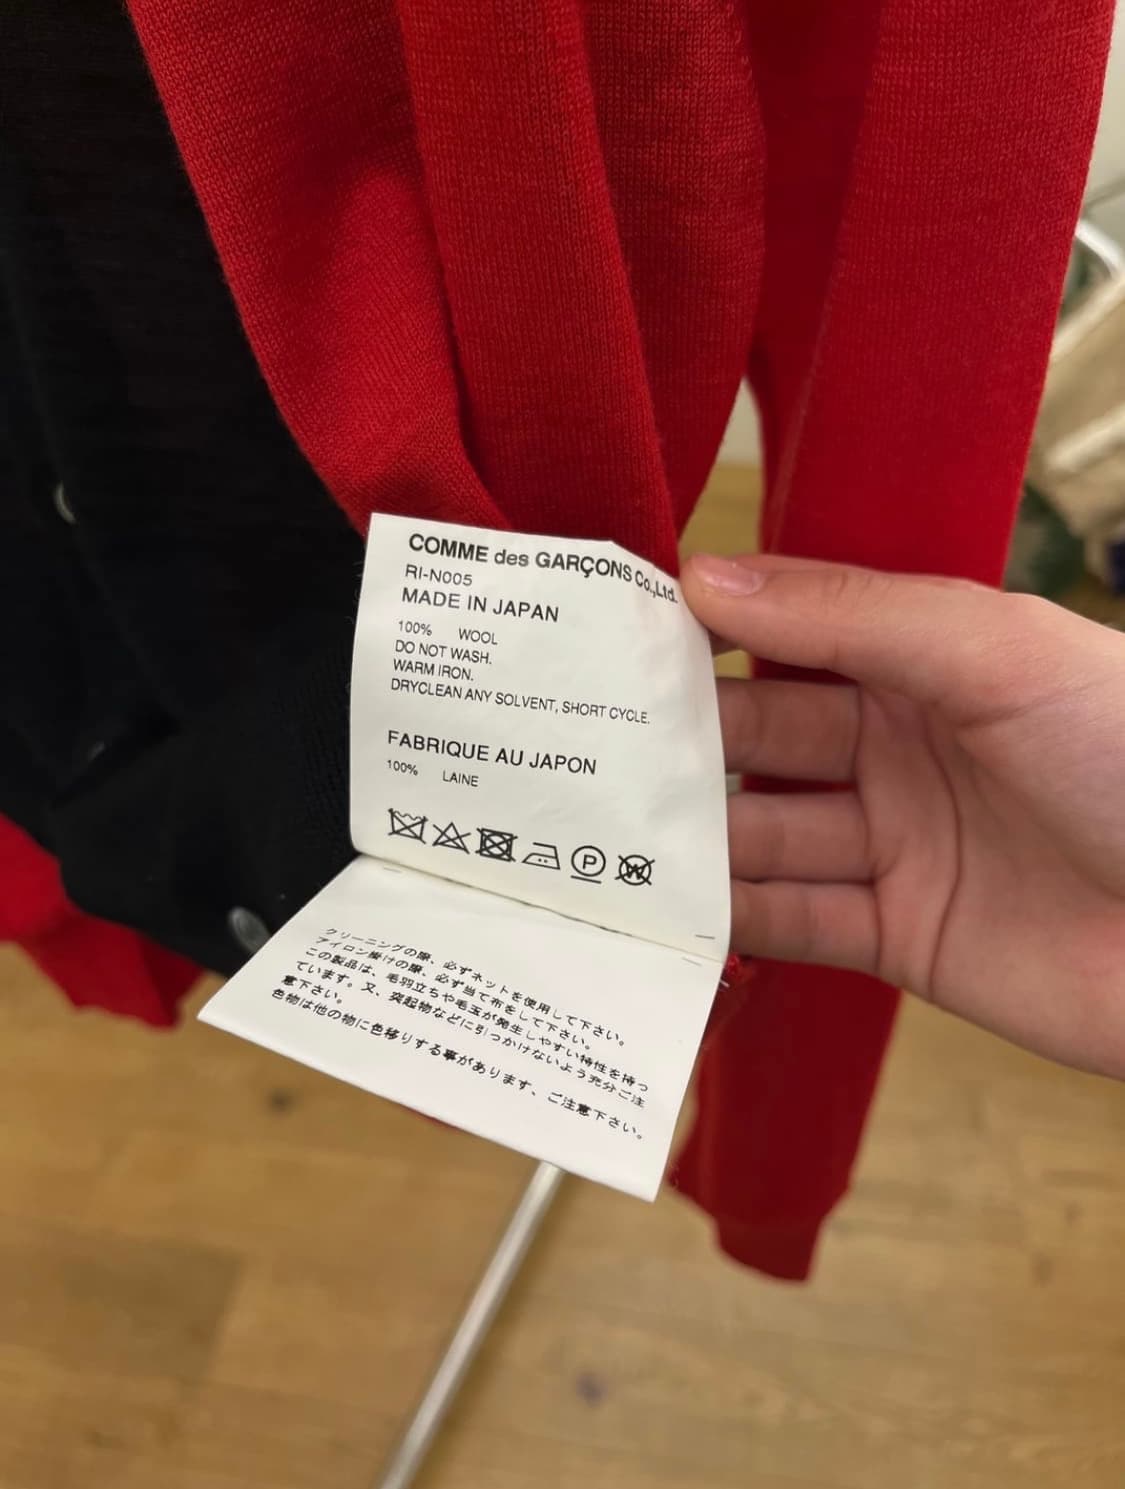 COMME des GARÇONS Co.,Ltd.
RI-N005
MADE IN JAPAN
100% WOOL
DO NOT WASH.
WARM IRON.
DRYCLEAN ANY SOLVENT, SHORT CYCLE.
FABRIQUE AU JAPON
100% LAINE
P W
クリーニングの際、必ずネットを使用して下さい。
アイロン掛けの際、必ず当て布をして下さい。
この製品は、毛羽立ちや毛玉が発生しやすい特性を持っ
ています。又、突起物などに引っかけないよう充分ご注
意下さい。
色物は他の物に色移りする事があります、ご注意下さい。